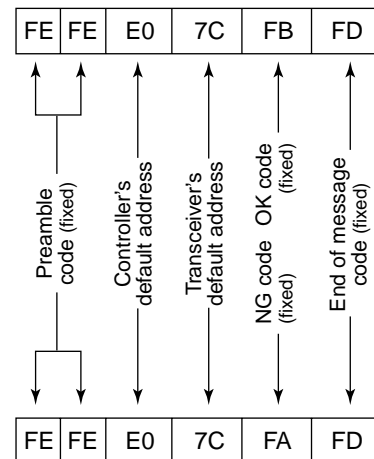 FE FE E0 7C FB FD
Preamble
code (fixed)
Controller's
default address
Transceiver's
default address
OK code
(fixed)
NG code
(fixed)
End of message
code (fixed)
FE FE E0 7C FA FD